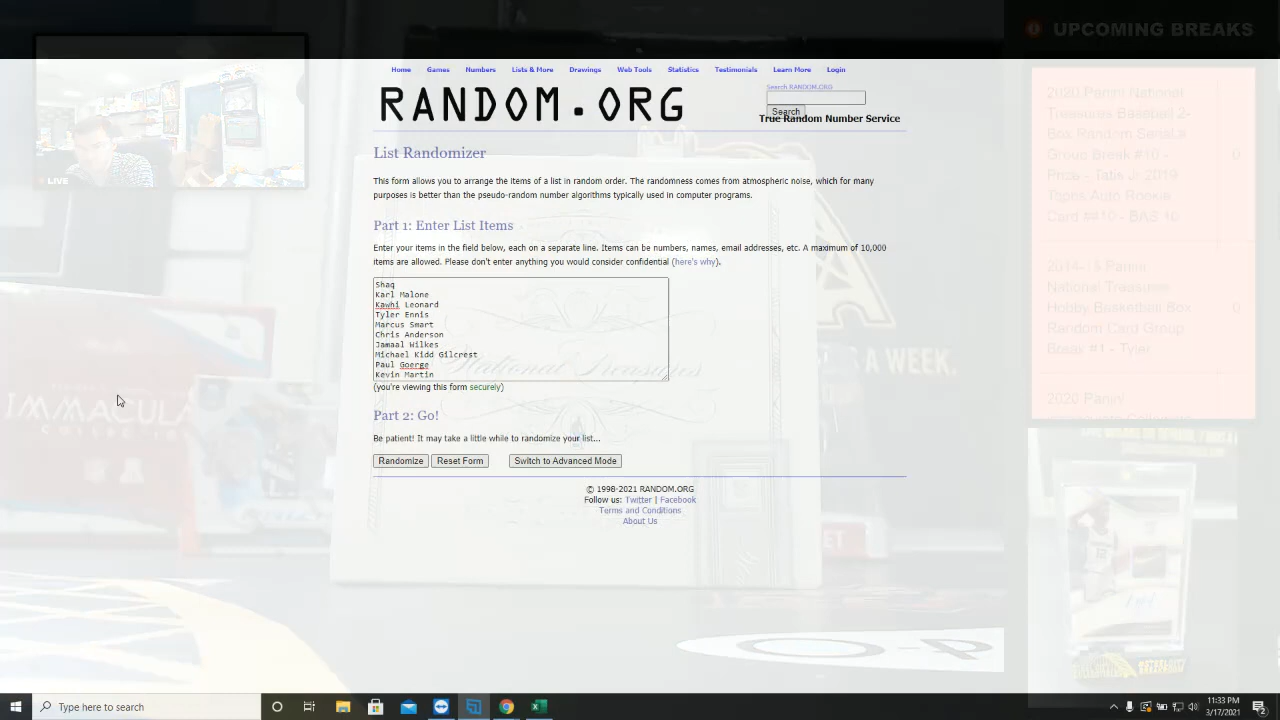 UPCOMING BREAKS
Home Games Numbers Lists & More Drawings Web Tools Statistics Testimonials Learn More Login
RANDOM.ORG
Search RANDOM.ORG
Search
True Random Number Service
List Randomizer
This form allows you to arrange the items of a list in random order. The randomness comes from atmospheric noise, which for many
purposes is better than the pseudo-random number algorithms typically used in computer programs.
Part 1: Enter List Items
Enter your items in the field below, each on a separate line. Items can be numbers, names, email addresses, etc. A maximum of 10,000
items are allowed. Please don't enter anything you would consider confidential (here's why).
Shaq
Karl Malone
Kawhi Leonard
Tyler Ennis
Marcus Smart
Chris Anderson
Jamaal Wilkes
Michael Kidd Gilcrest
Paul Goerge
Kevin Martin
(you're viewing this form securely)
Part 2: Go!
Be patient! It may take a little while to randomize your list...
Randomize Reset Form Switch to Advanced Mode
© 1998-2021 RANDOM.ORG
Follow us: Twitter | Facebook
Terms and Conditions
About Us
LIVE
2020 Panini National
Treasures Baseball 2-
Box Random Serial #
Group Break #10 - 0
Prize - Tatis Jr 2019
Topps Auto Rookie
Card ##10 - BAS 10
2014-15 Panini
National Treasures
Hobby Basketball Box 0
Random Card Group
Break #1 - Tyler
2020 Panini
A WEEK.
IMMACULA
Type here to search
11:33 PM
3/17/2021
2